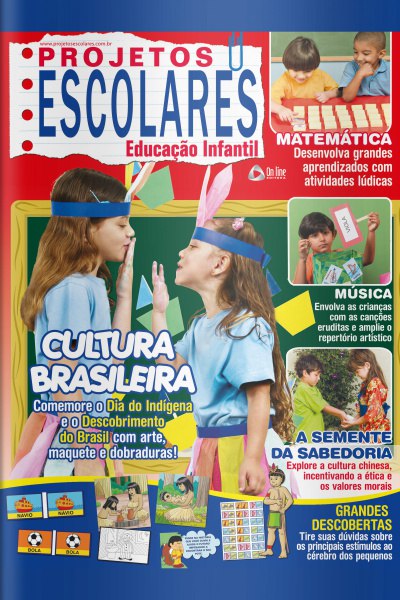 www.projetosescolares.com.br
PROJETOS
ESCOLARES
Educação Infantil
On line
EDITORA
MATEMÁTICA
Desenvolva grandes
aprendizados com
atividades lúdicas
VIOLA
MÚSICA
Envolva as crianças
com as canções
eruditas e amplie o
repertório artístico
CULTURA
BRASILEIRA
Comemore o Dia do Indígena
e o Descobrimento
do Brasil com arte,
maquete e dobraduras!
A SEMENTE
DA SABEDORIA
Explore a cultura chinesa,
incentivando a ética e
os valores morais
GRANDES
DESCOBERTAS
Tire suas dúvidas sobre
os principais estímulos ao
cérebro dos pequenos
NAVIO NAVIO
BOLA BOLA